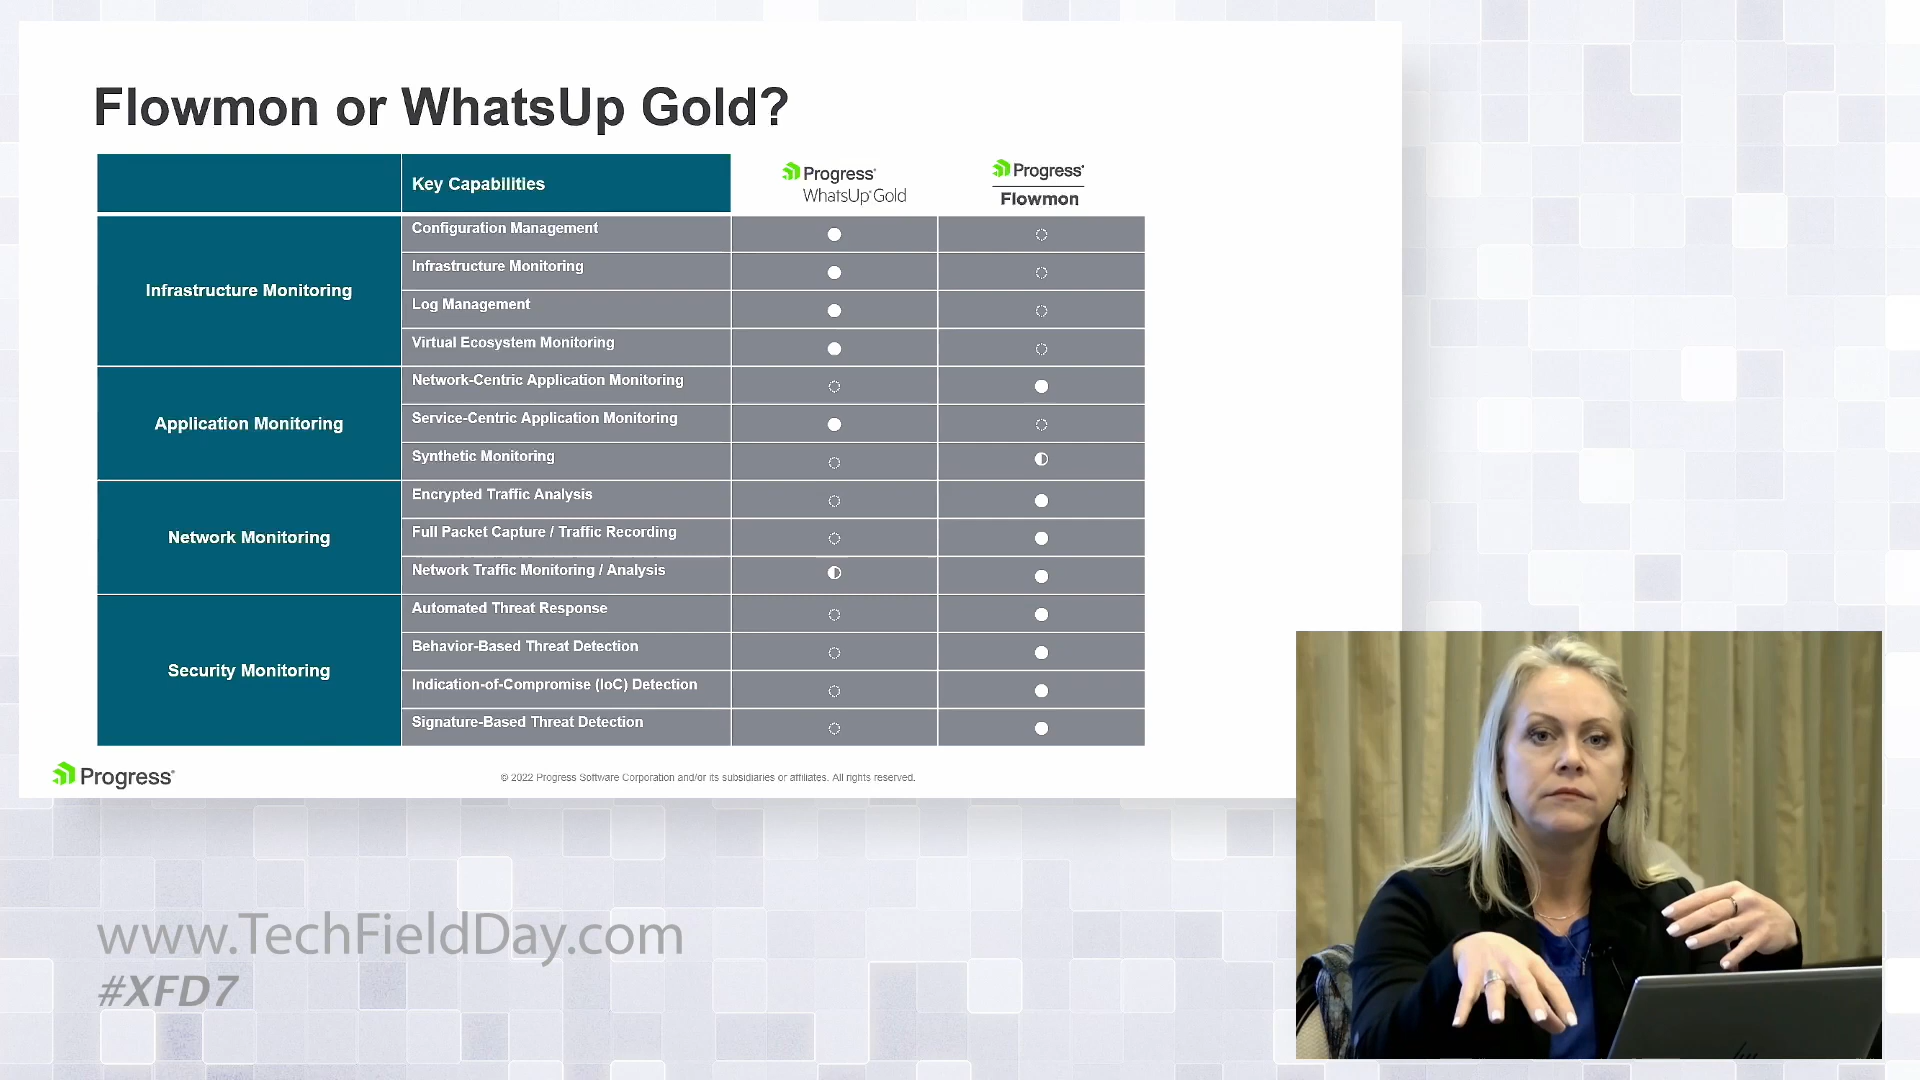 Flowmon or WhatsUp Gold?
Key Capabilities
Progress
WhatsUp Gold
Progress
Flowmon
Infrastructure Monitoring
Configuration Management
Infrastructure Monitoring
Log Management
Virtual Ecosystem Monitoring
Application Monitoring
Network-Centric Application Monitoring
Service-Centric Application Monitoring
Synthetic Monitoring
Network Monitoring
Encrypted Traffic Analysis
Full Packet Capture / Traffic Recording
Network Traffic Monitoring / Analysis
Security Monitoring
Automated Threat Response
Behavior-Based Threat Detection
Indication-of-Compromise (IoC) Detection
Signature-Based Threat Detection
Progress
© 2022 Progress Software Corporation and/or its subsidiaries or affiliates. All rights reserved.
www.TechFieldDay.com
#XFD7